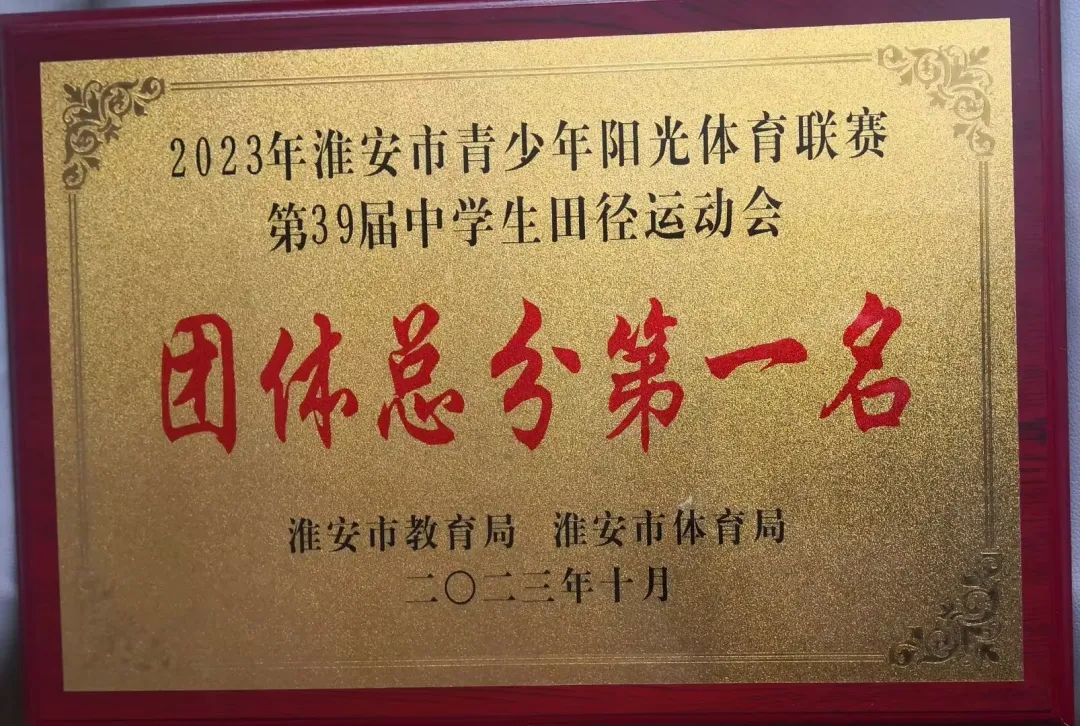 2023年淮安市青少年阳光体育联赛
第39届中学生田径运动会
团体总分第一名
淮安市教育局 淮安市体育局
二〇二三年十月